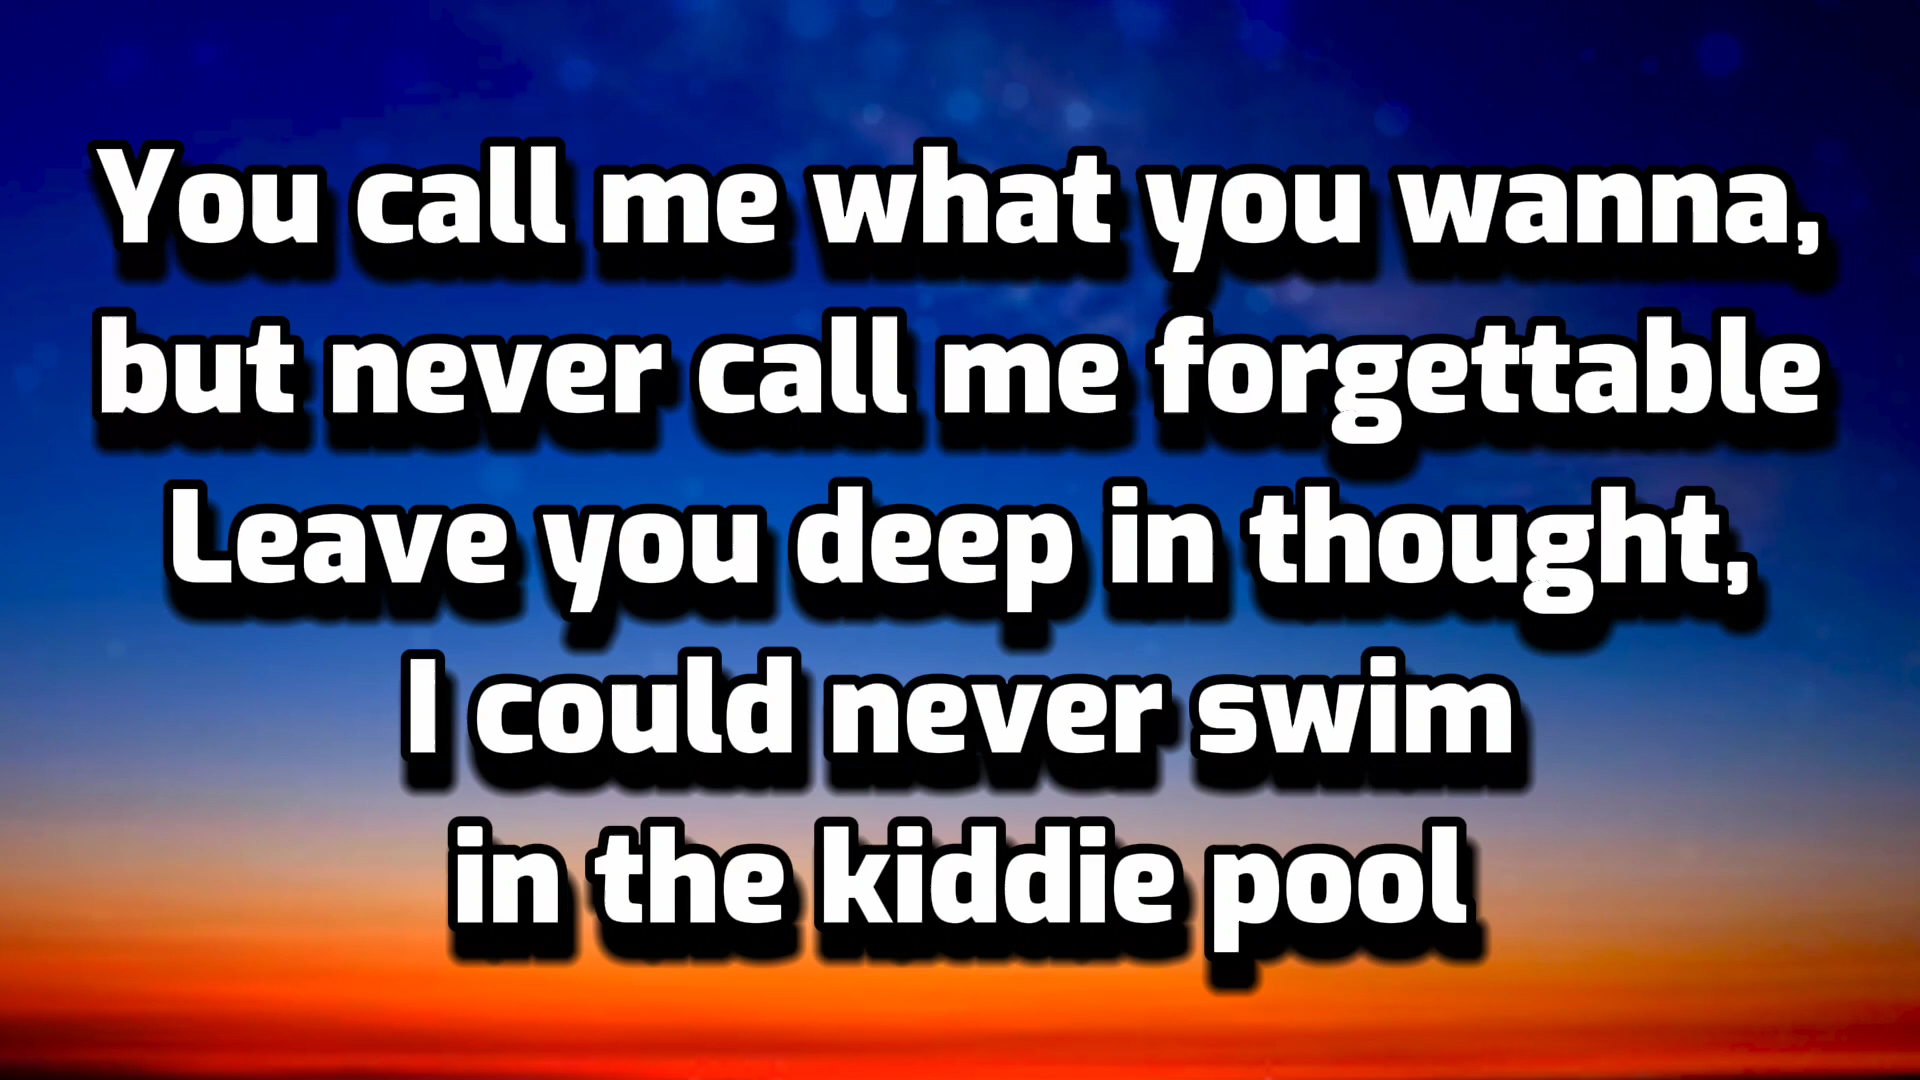 You call me what you wanna,
but never call me forgettable
Leave you deep in thought,
I could never swim
in the kiddie pool